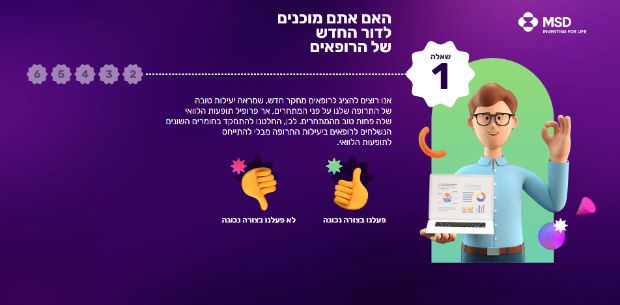 האם אתם מוכנים
לדור החדש
של הרופאים
MSD
INVENTING FOR LIFE
שאלה
1
2
3
4
5
6
אנו רוצים להציג לרופאים מחקר חדש, שמראה יעילות טובה
של התרופה שלנו על פני המתחרים, אך פרופיל תופעות הלוואי
שלה פחות טוב מהמתחרים. לכן, החלטנו להתמקד בחומרים השונים
הנשלחים לרופאים ביעילות התרופה מבלי להתייחס
לתופעות הלוואי.
פעלנו בצורה נכונה
לא פעלנו בצורה נכונה